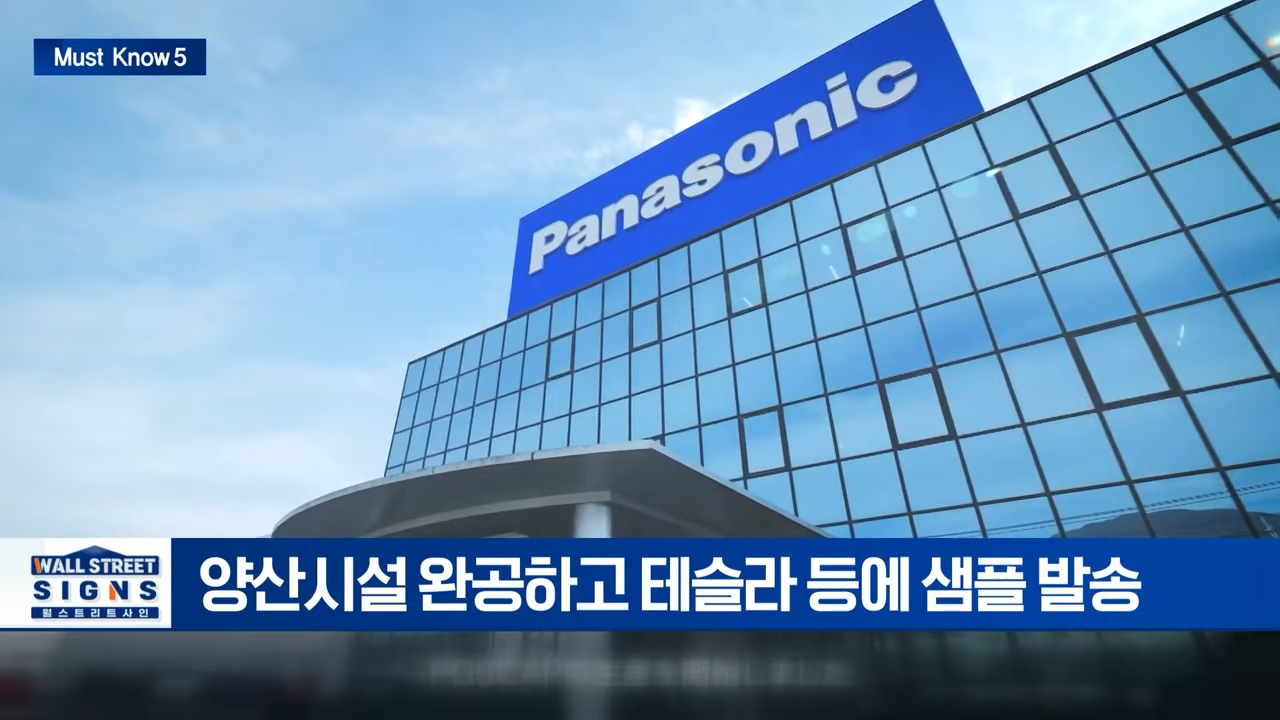 Must Know 5
Panasonic
WALL STREET
SIGNS
월스트리트사인
양산시설 완공하고 테슬라 등에 샘플 발송